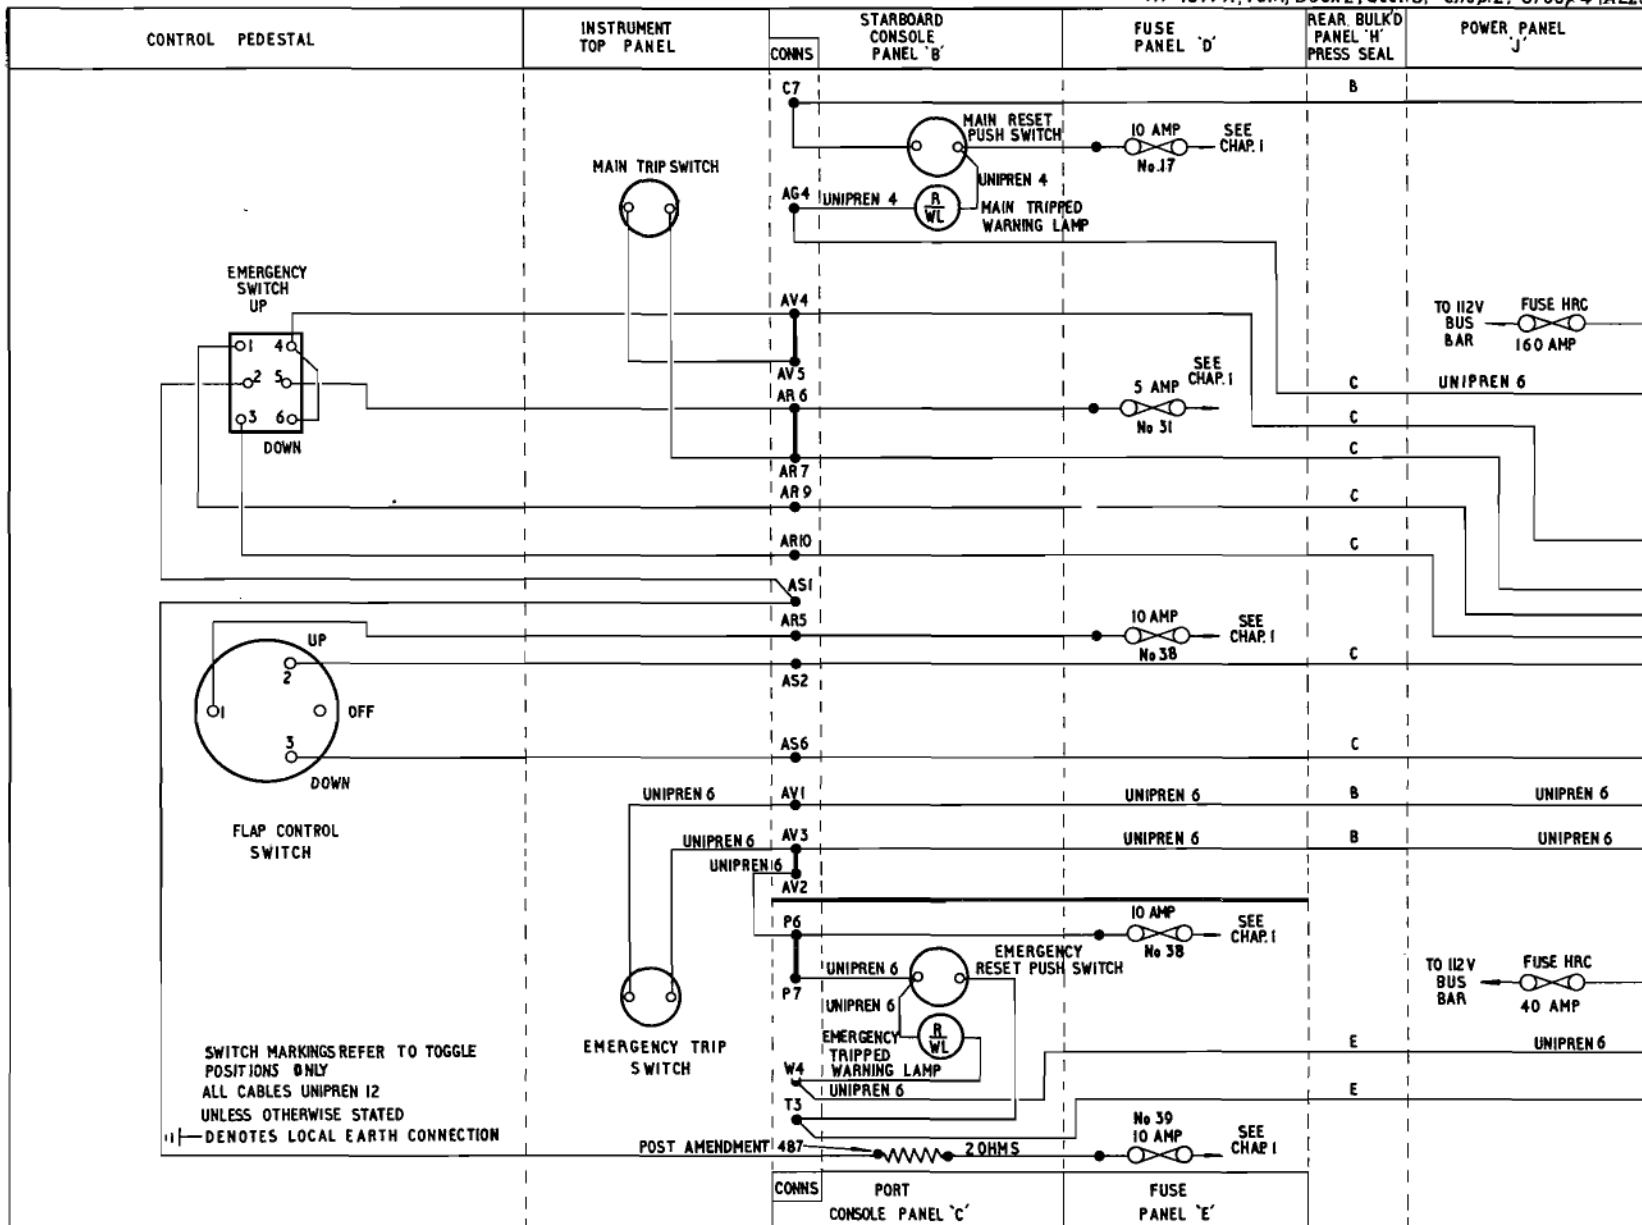 CONTROL PEDESTAL
INSTRUMENT
TOP PANEL
CONNS
STARBOARD
CONSOLE
PANEL 'B'
FUSE
PANEL 'D'
REAR BULK'D
PANEL 'H'
PRESS SEAL
POWER PANEL
'J'
C7
B
MAIN RESET
PUSH SWITCH
10 AMP
No.17
SEE
CHAP.1
MAIN TRIP SWITCH
UNIPREN 4
AG4
UNIPREN 4
R
WL
MAIN TRIPPED
WARNING LAMP
EMERGENCY
SWITCH
UP
1
4
2
5
3
6
DOWN
AV4
TO 112V
BUS
BAR
FUSE HRC
160 AMP
AV5
AR6
5 AMP
No 31
SEE
CHAP.1
C
UNIPREN 6
C
C
AR7
AR9
C
AR10
C
AS1
AR5
10 AMP
No 38
SEE
CHAP.1
UP
2
1
OFF
3
DOWN
FLAP CONTROL
SWITCH
C
AS2
AS6
C
UNIPREN 6
AV1
UNIPREN 6
B
UNIPREN 6
UNIPREN 6
AV3
UNIPREN 6
B
UNIPREN 6
UNIPREN 6
AV2
P6
10 AMP
No 38
SEE
CHAP.1
UNIPREN 6
EMERGENCY
RESET PUSH SWITCH
P7
UNIPREN 6
TO 112V
BUS
BAR
FUSE HRC
40 AMP
EMERGENCY TRIP
SWITCH
EMERGENCY
TRIPPED
WARNING LAMP
R
WL
E
UNIPREN 6
W4
UNIPREN 6
E
T3
SWITCH MARKINGS REFER TO TOGGLE
POSITIONS ONLY
ALL CABLES UNIPREN 12
UNLESS OTHERWISE STATED
DENOTES LOCAL EARTH CONNECTION
POST AMENDMENT 487
2 OHMS
No 39
10 AMP
SEE
CHAP 1
CONNS
PORT
CONSOLE PANEL 'C'
FUSE
PANEL 'E'